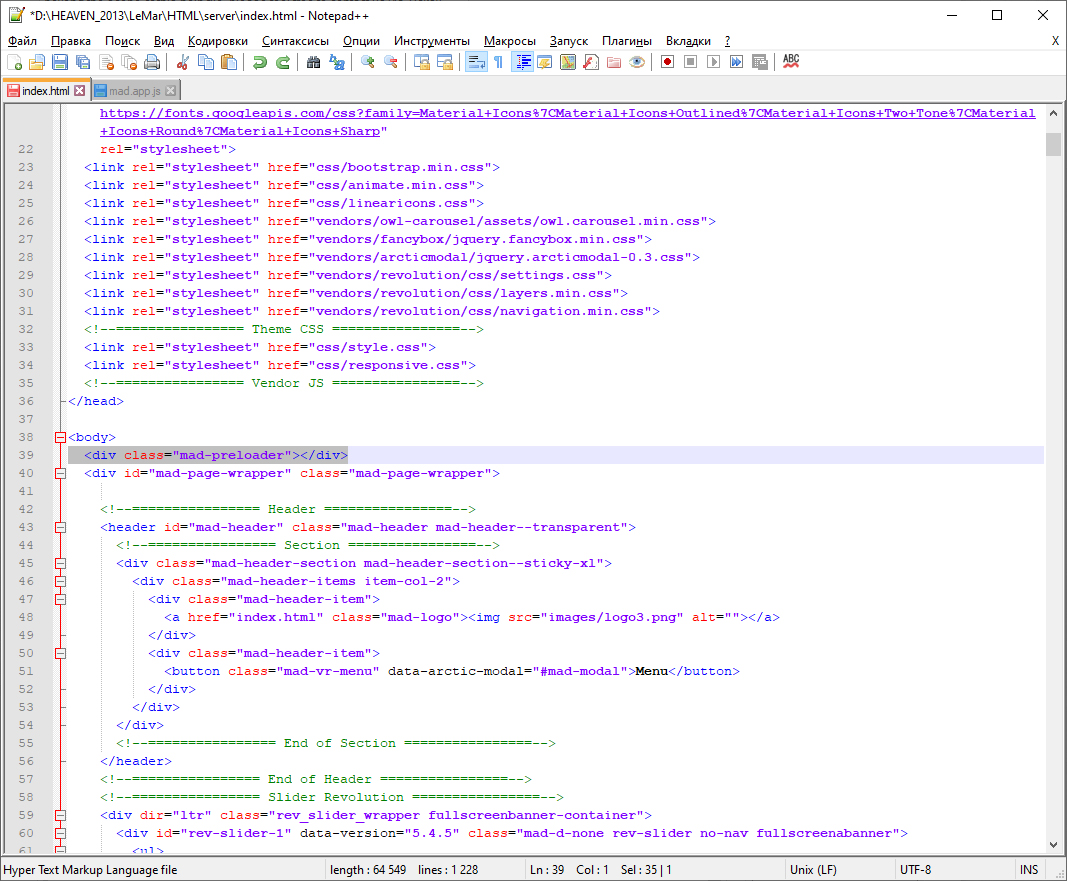 *D:\HEAVEN_2013\LeMar\HTML\server\index.html - Notepad++
Файл Правка Поиск Вид Кодировки Синтаксисы Опции Инструменты Макросы Запуск Плагины Вкладки ? X
ABC
index.html mad.app.js
https://fonts.googleapis.com/css?family=Material+Icons%7CMaterial+Icons+Outlined%7CMaterial+Icons+Two+Tone%7CMaterial
+Icons+Round%7CMaterial+Icons+Sharp"
22 rel="stylesheet">
23 <link rel="stylesheet" href="css/bootstrap.min.css">
24 <link rel="stylesheet" href="css/animate.min.css">
25 <link rel="stylesheet" href="css/linearicons.css">
26 <link rel="stylesheet" href="vendors/owl-carousel/assets/owl.carousel.min.css">
27 <link rel="stylesheet" href="vendors/fancybox/jquery.fancybox.min.css">
28 <link rel="stylesheet" href="vendors/arcticmodal/jquery.arcticmodal-0.3.css">
29 <link rel="stylesheet" href="vendors/revolution/css/settings.css">
30 <link rel="stylesheet" href="vendors/revolution/css/layers.min.css">
31 <link rel="stylesheet" href="vendors/revolution/css/navigation.min.css">
32 <!--================ Theme CSS ================-->
33 <link rel="stylesheet" href="css/style.css">
34 <link rel="stylesheet" href="css/responsive.css">
35 <!--================ Vendor JS ================-->
36 </head>
37
38 <body>
39 <div class="mad-preloader"></div>
40 <div id="mad-page-wrapper" class="mad-page-wrapper">
41
42 <!--================ Header ================-->
43 <header id="mad-header" class="mad-header mad-header--transparent">
44 <!--================ Section ================-->
45 <div class="mad-header-section mad-header-section--sticky-xl">
46 <div class="mad-header-items item-col-2">
47 <div class="mad-header-item">
48 <a href="index.html" class="mad-logo"><img src="images/logo3.png" alt=""></a>
49 </div>
50 <div class="mad-header-item">
51 <button class="mad-vr-menu" data-arctic-modal="#mad-modal">Menu</button>
52 </div>
53 </div>
54 </div>
55 <!--================ End of Section ================-->
56 </header>
57 <!--================ End of Header ================-->
58 <!--================ Slider Revolution ================-->
59 <div dir="ltr" class="rev_slider_wrapper fullscreenbanner-container">
60 <div id="rev-slider-1" data-version="5.4.5" class="mad-d-none rev-slider no-nav fullscreenabanner">
61 <ul>
Hyper Text Markup Language file length : 64 549 lines : 1 228 Ln : 39 Col : 1 Sel : 35 | 1 Unix (LF) UTF-8 INS